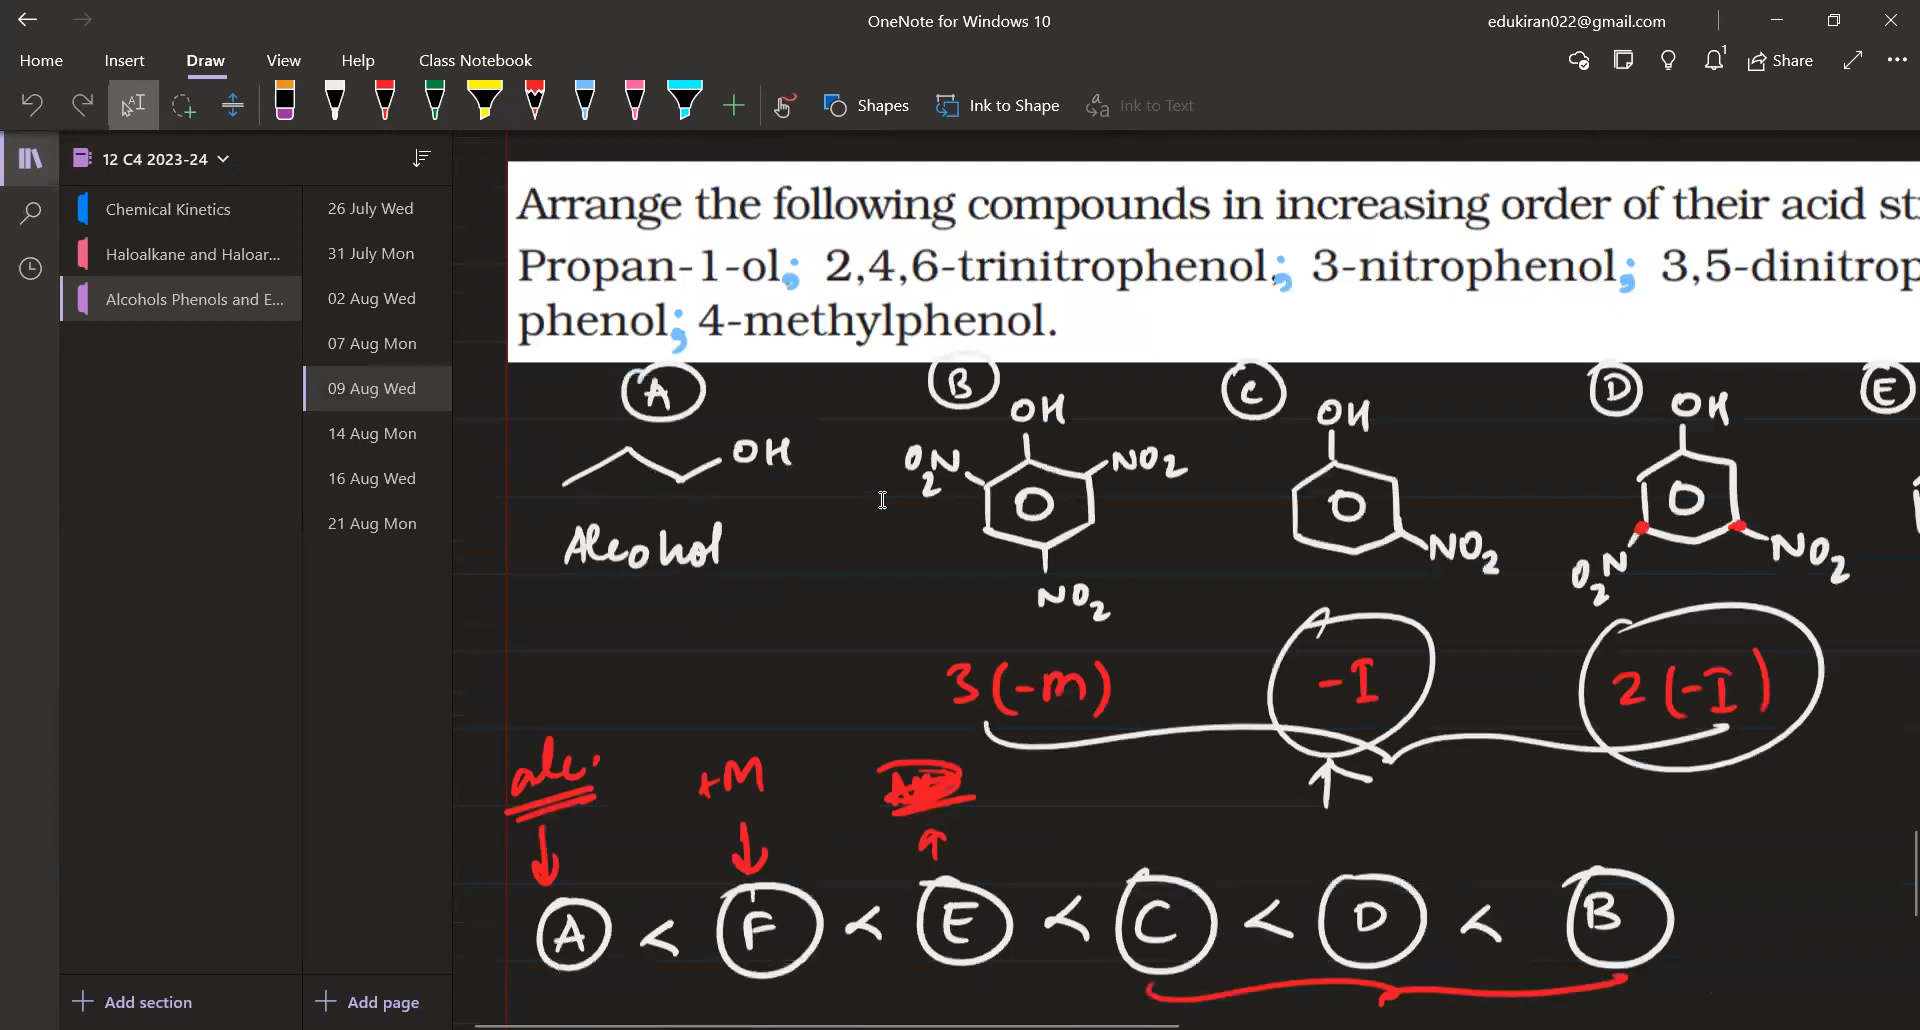 OneNote for Windows 10
edukiran022@gmail.com
Home Insert Draw View Help Class Notebook
1
Share
Shapes Ink to Shape Ink to Text
12 C4 2023-24
Chemical Kinetics
Haloalkane and Haloar...
Alcohols Phenols and E...
26 July Wed
31 July Mon
02 Aug Wed
07 Aug Mon
09 Aug Wed
14 Aug Mon
16 Aug Wed
21 Aug Mon
Add section
Add page
Arrange the following compounds in increasing order of their acid st
Propan-1-ol; 2,4,6-trinitrophenol; 3-nitrophenol; 3,5-dinitrop
phenol; 4-methylphenol.
A B C D E
OH OH OH OH
O2N NO2
Alcohol
NO2 O2N NO2
NO2
3(-m) -I 2(-I)
alc. +M
A < F < E < C < D < B